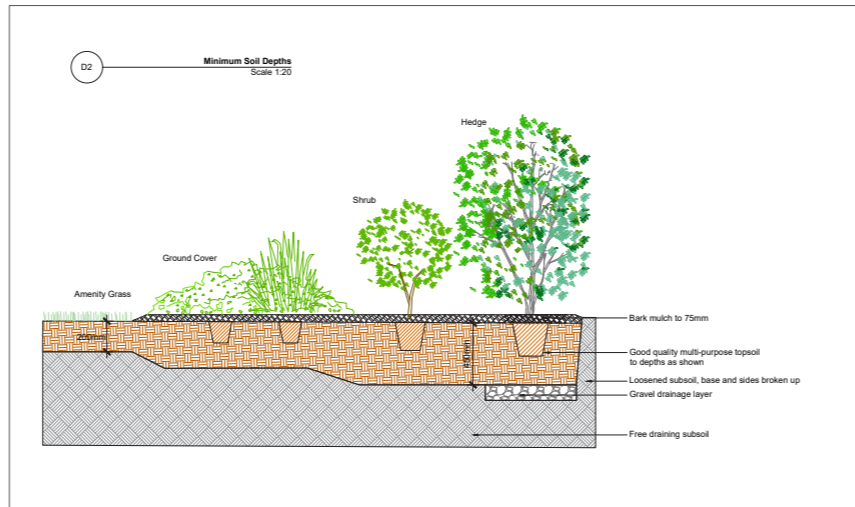 D2
Minimum Soil Depths
Scale 1:20
Hedge
Shrub
Ground Cover
Amenity Grass
200mm
450mm
Bark mulch to 75mm
Good quality multi-purpose topsoil
to depths as shown
Loosened subsoil, base and sides broken up
Gravel drainage layer
Free draining subsoil